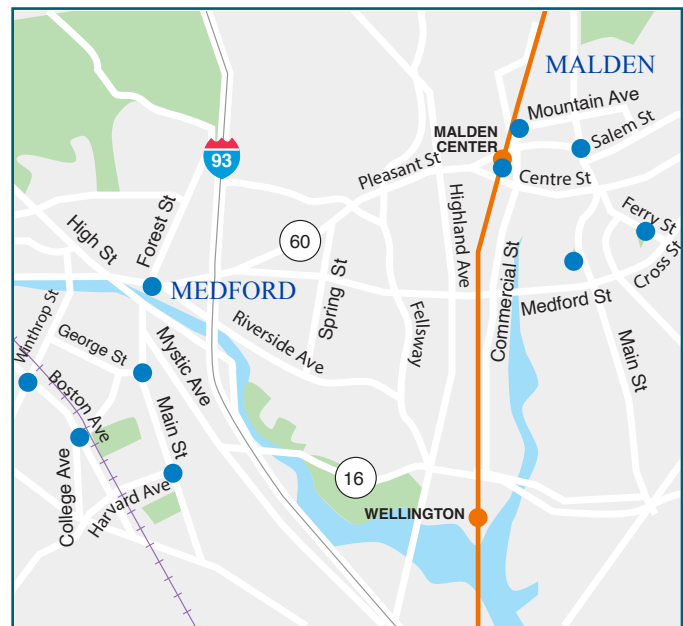 MALDEN
Mountain Ave
MALDEN
CENTER
Salem St
Pleasant St
Centre St
93
Forest St
High St
60
Highland Ave
Ferry St
Cross St
Commercial St
MEDFORD
Spring St
Medford St
Winthrop St
George St
Riverside Ave
Fellsway
Mystic Ave
Main St
Boston Ave
Main St
College Ave
Harvard Ave
16
WELLINGTON